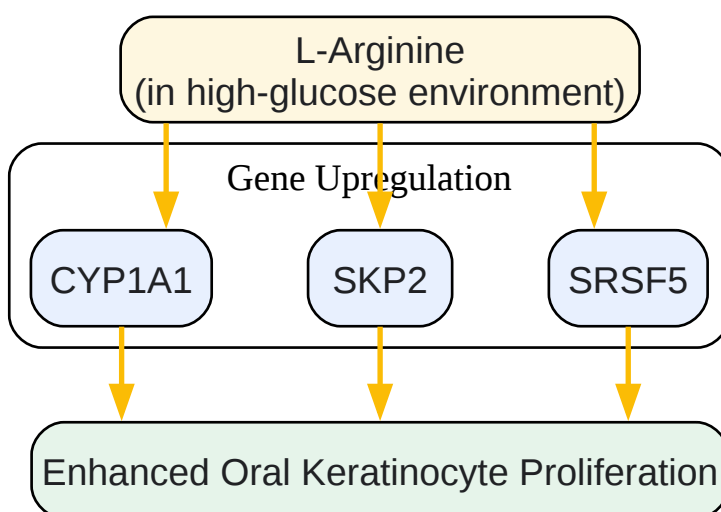 L-Arginine
(in high-glucose environment)
Gene Upregulation
CYP1A1 SKP2 SRSF5
Enhanced Oral Keratinocyte Proliferation